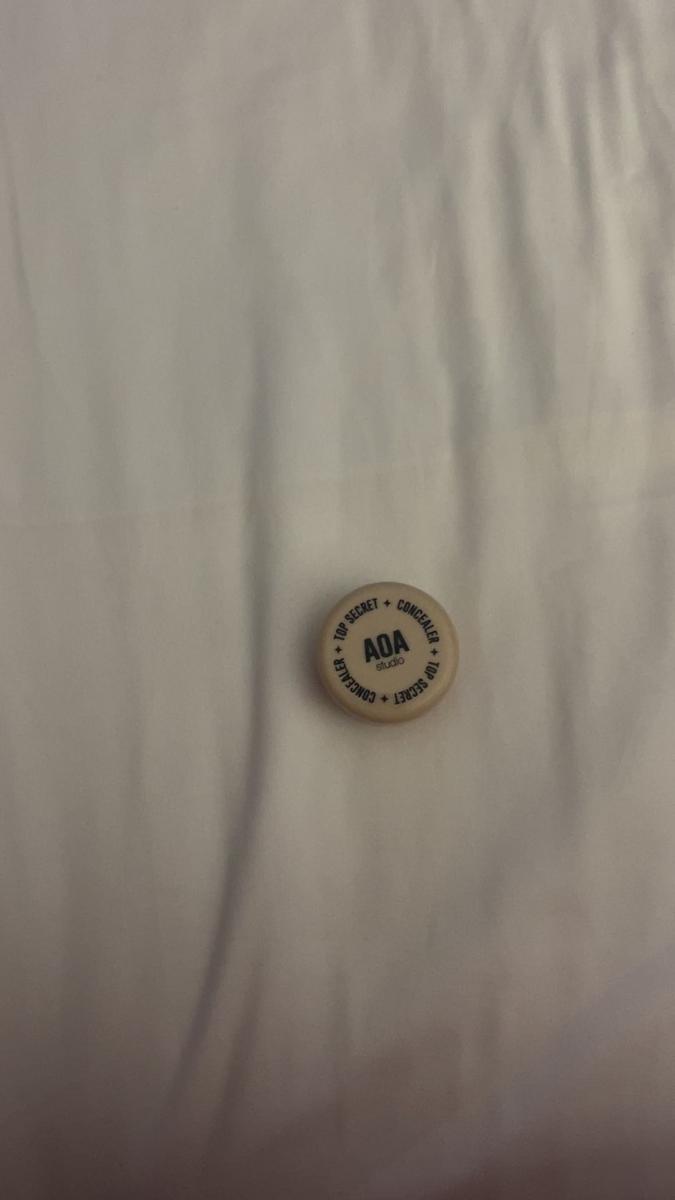 TOP SECRET ✦ CONCEALER ✦ TOP SECRET ✦ CONCEALER ✦
AOA
studio